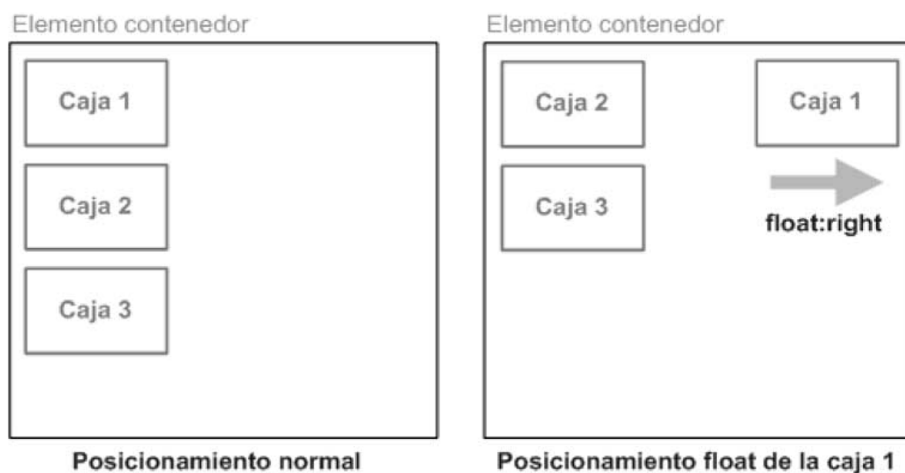 Elemento contenedor
Caja 1
Caja 2
Caja 3
Posicionamiento normal
Elemento contenedor
Caja 2
Caja 1
Caja 3
float:right
Posicionamiento float de la caja 1